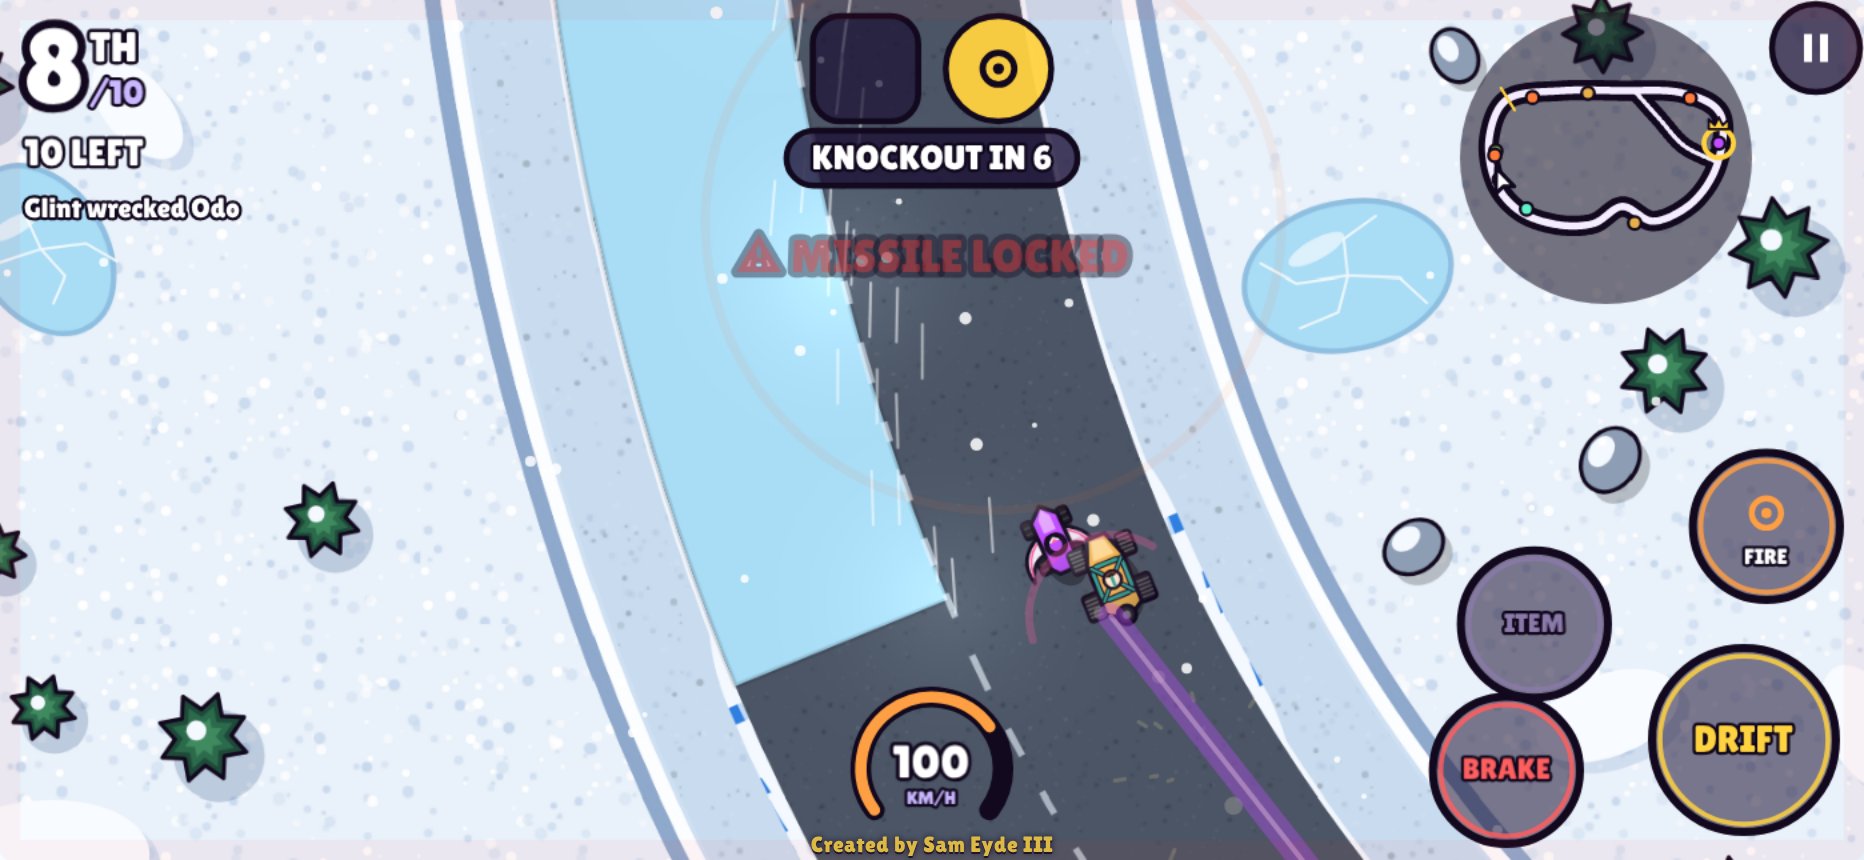 8TH
/10
10 LEFT
Glint wrecked Odo
KNOCKOUT IN 6
MISSILE LOCKED
FIRE
ITEM
BRAKE
DRIFT
100
KM/H
Created by Sam Eyde III